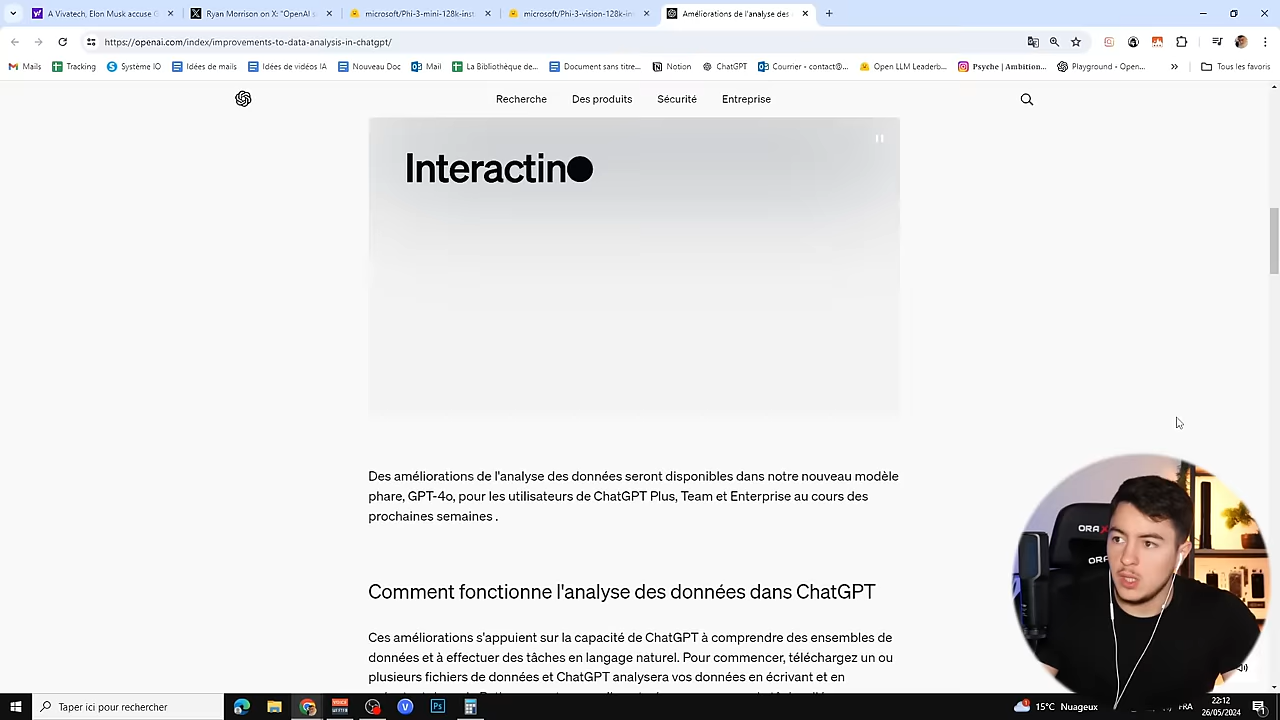 A Vivatech, Elon Musk accuse G
Ryan Morrison on X: "OpenAI s
microsoft/Phi-3-mini-128k-inst
microsoft/Phi-3-vision-128k-in
Améliorations de l'analyse des
https://openai.com/index/improvements-to-data-analysis-in-chatgpt/
Mails
Tracking
Système IO
Idées de mails
Idées de vidéos IA
Nouveau Doc
Mail
La Bibliothèque de...
Document sans titre...
Notion
ChatGPT
Courrier • contact@...
Open LLM Leaderb...
Psyche | Ambition...
Playground - Open...
Tous les favoris
Recherche
Des produits
Sécurité
Entreprise
Interactin
Des améliorations de l'analyse des données seront disponibles dans notre nouveau modèle
phare, GPT-4o, pour les utilisateurs de ChatGPT Plus, Team et Enterprise au cours des
prochaines semaines .
Comment fonctionne l'analyse des données dans ChatGPT
Ces améliorations s'appuient sur la capacité de ChatGPT à comprendre des ensembles de
données et à effectuer des tâches en langage naturel. Pour commencer, téléchargez un ou
plusieurs fichiers de données et ChatGPT analysera vos données en écrivant et en
ORA
OR
Taper ici pour rechercher
15°C Nuageux
FRA
22:12
26/05/2024